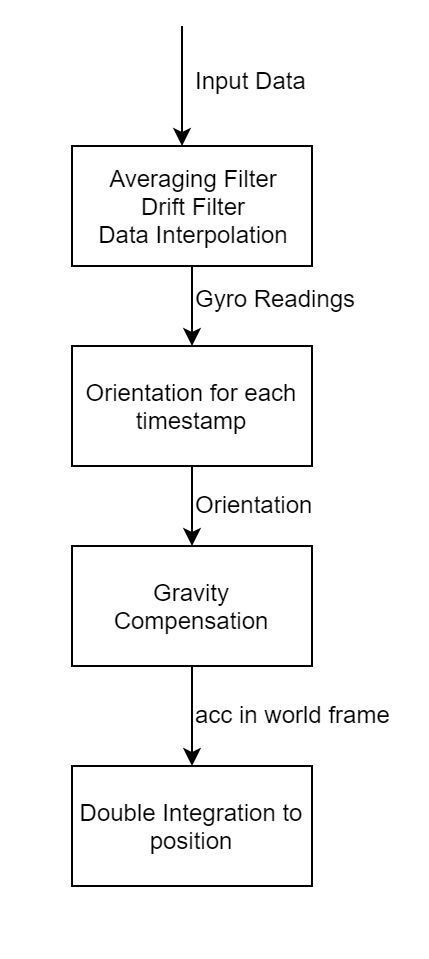 Input Data
Averaging Filter
Drift Filter
Data Interpolation
Gyro Readings
Orientation for each
timestamp
Orientation
Gravity
Compensation
acc in world frame
Double Integration to
position